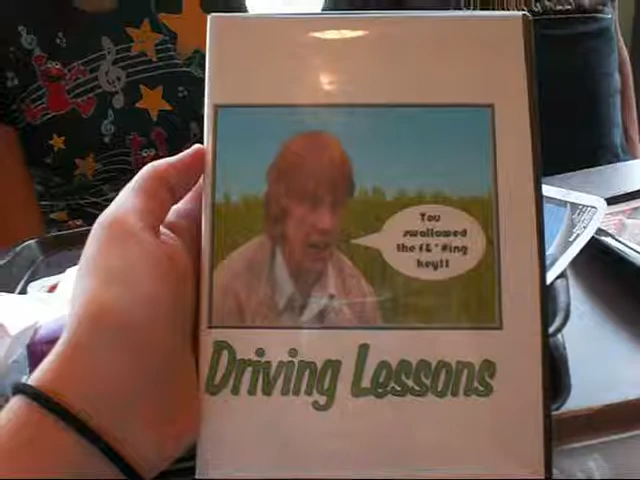 You
swallowed
the f&*#ing
key!!
Driving Lessons